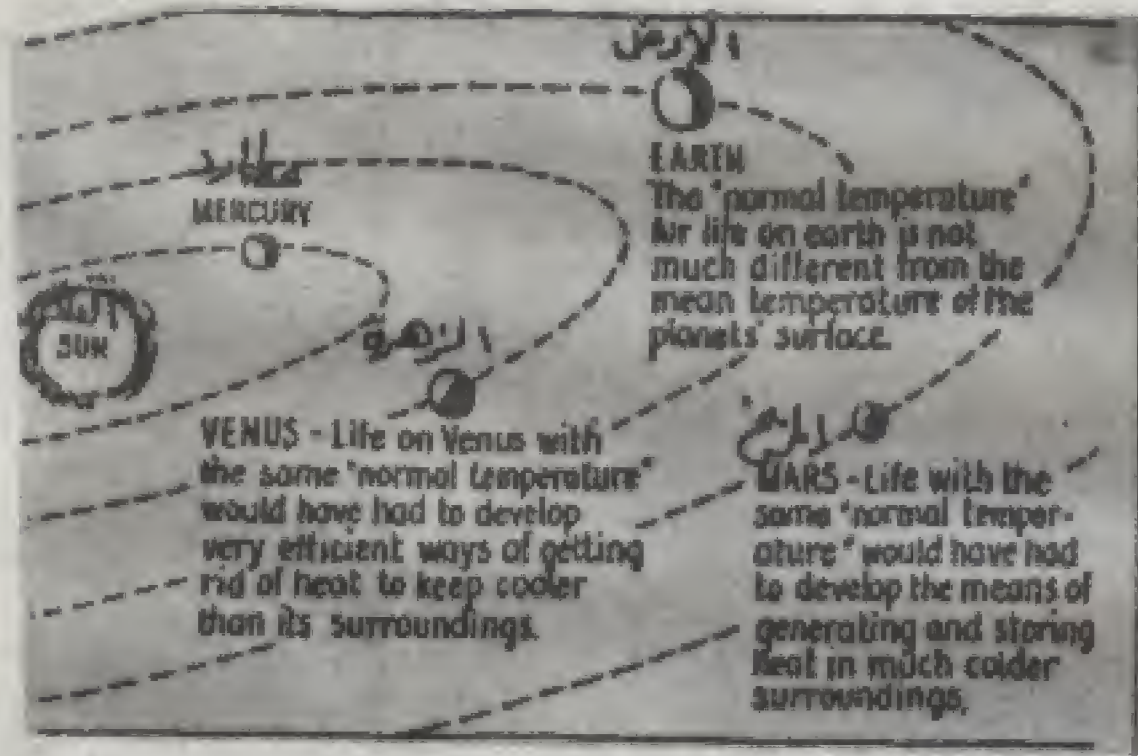 الأرض
EARTH
The "normal temperature"
for life on earth is not
much different from the
mean temperature of the
planets' surface.
عطارد
MERCURY
الشمس
SUN
الزهرة
VENUS - Life on Venus with
the same "normal temperature"
would have had to develop
very efficient ways of getting
rid of heat to keep cooler
than its surroundings.
المريخ
MARS - Life with the
same "normal temper-
ature" would have had
to develop the means of
generating and storing
heat in much colder
surroundings.